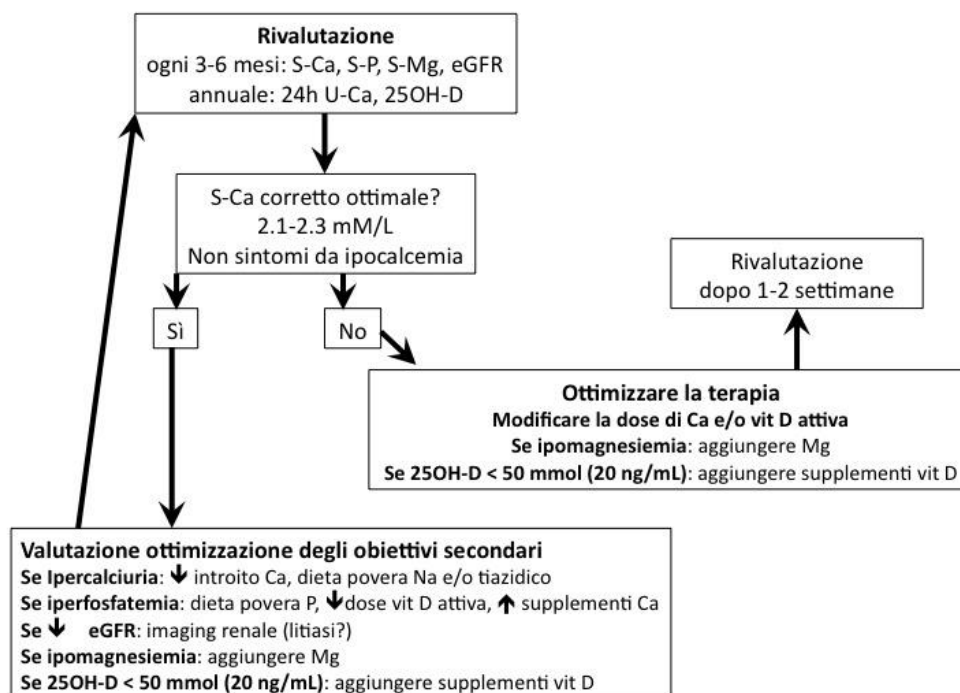 Rivalutazione
ogni 3-6 mesi: S-Ca, S-P, S-Mg, eGFR
annuale: 24h U-Ca, 25OH-D
S-Ca corretto ottimale?
2.1-2.3 mM/L
Non sintomi da ipocalcemia
Sì
No
Rivalutazione
dopo 1-2 settimane
Ottimizzare la terapia
Modificare la dose di Ca e/o vit D attiva
Se ipomagnesiemia: aggiungere Mg
Se 25OH-D < 50 mmol (20 ng/mL): aggiungere supplementi vit D
Valutazione ottimizzazione degli obiettivi secondari
Se Ipercalciuria: ↓ introito Ca, dieta povera Na e/o tiazidico
Se iperfosfatemia: dieta povera P, ↓dose vit D attiva, ↑ supplementi Ca
Se ↓ eGFR: imaging renale (litiasi?)
Se ipomagnesiemia: aggiungere Mg
Se 25OH-D < 50 mmol (20 ng/mL): aggiungere supplementi vit D